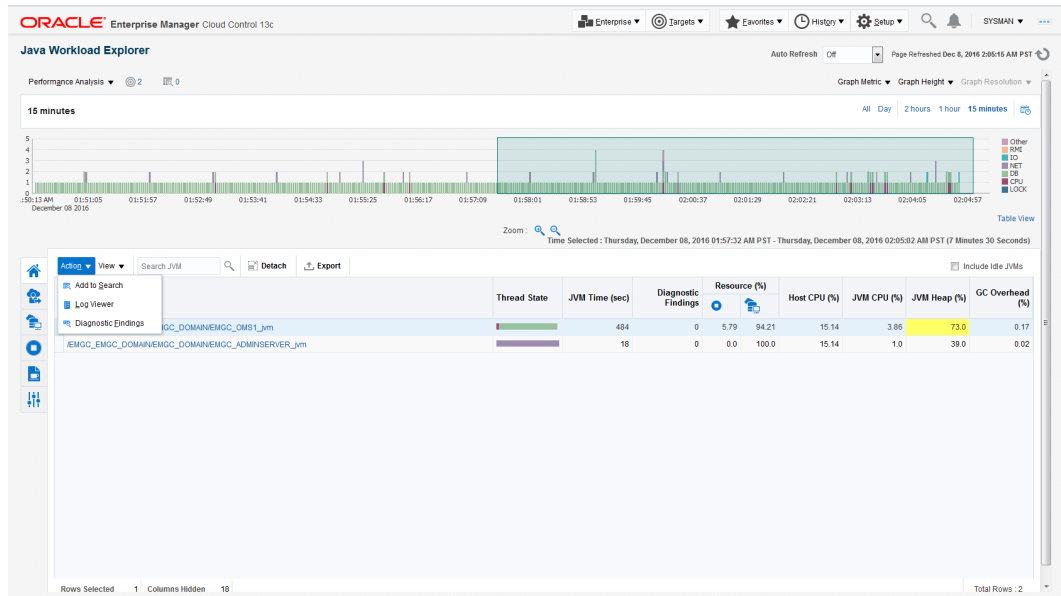 ORACLE Enterprise Manager Cloud Control 13c
Enterprise Targets Favorites History Setup SYSMAN
Java Workload Explorer
Auto Refresh Off Page Refreshed Dec 8, 2016 2:05:15 AM PST
Performance Analysis 2 0
Graph Metric Graph Height Graph Resolution
15 minutes
All Day 2 hours 1 hour 15 minutes
5
4
3
2
1
0
Other
RMI
IO
NET
DB
CPU
LOCK
:50:13 AM 01:51:05 01:51:57 01:52:49 01:53:41 01:54:33 01:55:25 01:56:17 01:57:09 01:58:01 01:58:53 01:59:45 02:00:37 02:01:29 02:02:21 02:03:13 02:04:05 02:04:57
December 08 2016
Table View
Zoom :
Time Selected : Thursday, December 08, 2016 01:57:32 AM PST - Thursday, December 08, 2016 02:05:02 AM PST (7 Minutes 30 Seconds)
Action View Search JVM Detach Export Include Idle JVMs
Add to Search
Log Viewer
Diagnostic Findings
Thread State JVM Time (sec) Diagnostic Findings Resource (%) Host CPU (%) JVM CPU (%) JVM Heap (%) GC Overhead (%)
EMGC_DOMAIN/EMGC_OMS1_jvm 484 0 5.79 94.21 15.14 3.86 73.0 0.17
/EMGC_EMGC_DOMAIN/EMGC_DOMAIN/EMGC_ADMINSERVER_jvm 18 0 0.0 100.0 15.14 1.0 39.0 0.02
Rows Selected 1 Columns Hidden 18 Total Rows : 2